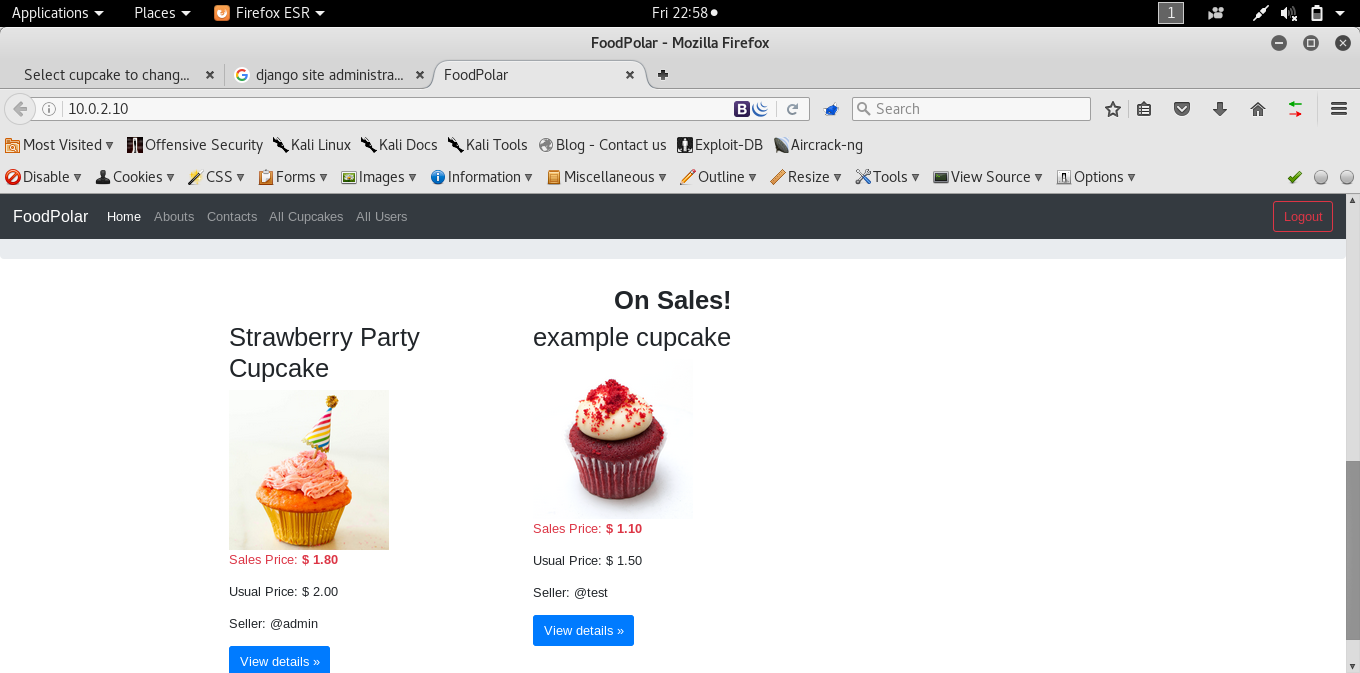 Applications Places Firefox ESR Fri 22:58 1
FoodPolar - Mozilla Firefox
Select cupcake to chang... django site administra... FoodPolar
10.0.2.10 B Search
Most Visited Offensive Security Kali Linux Kali Docs Kali Tools Blog - Contact us Exploit-DB Aircrack-ng
Disable Cookies CSS Forms Images Information Miscellaneous Outline Resize Tools View Source Options
FoodPolar Home Abouts Contacts All Cupcakes All Users Logout
On Sales!
Strawberry Party
Cupcake
Sales Price: $ 1.80
Usual Price: $ 2.00
Seller: @admin
View details »
example cupcake
Sales Price: $ 1.10
Usual Price: $ 1.50
Seller: @test
View details »